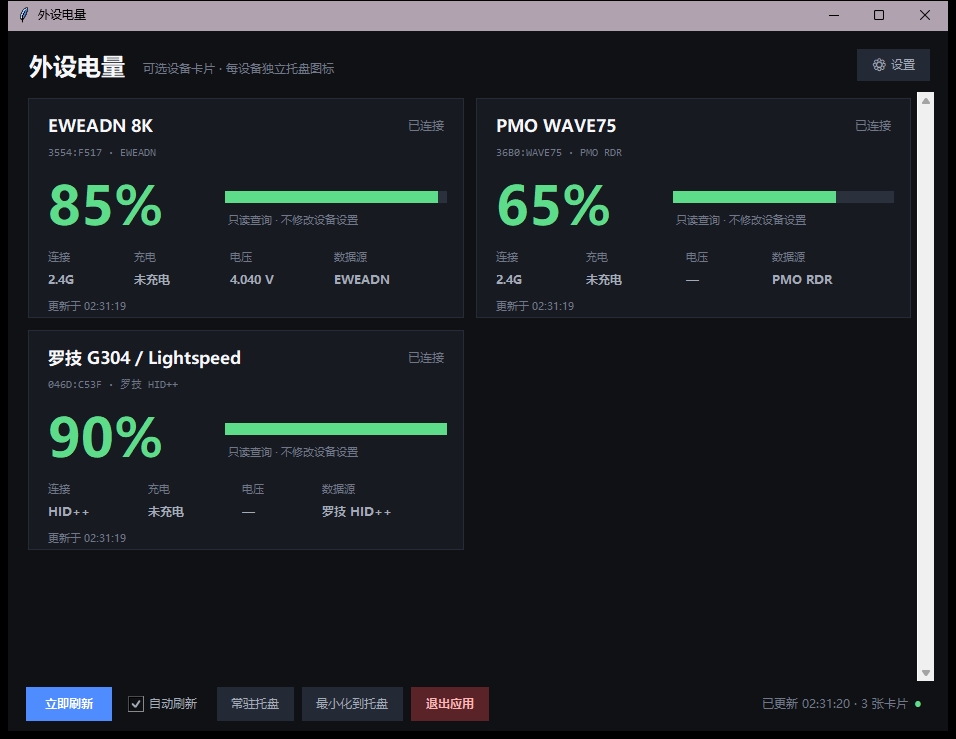 外设电量
外设电量 可选设备卡片 · 每设备独立托盘图标 设置
EWEADN 8K 已连接
3554:F517 · EWEADN
85%
只读查询 · 不修改设备设置
连接 充电 电压 数据源
2.4G 未充电 4.040 V EWEADN
更新于 02:31:19
PMO WAVE75 已连接
36B0:WAVE75 · PMO RDR
65%
只读查询 · 不修改设备设置
连接 充电 电压 数据源
2.4G 未充电 — PMO RDR
更新于 02:31:19
罗技 G304 / Lightspeed 已连接
046D:C53F · 罗技 HID++
90%
只读查询 · 不修改设备设置
连接 充电 电压 数据源
HID++ 未充电 — 罗技 HID++
更新于 02:31:19
立即刷新 自动刷新 常驻托盘 最小化到托盘 退出应用 已更新 02:31:20 · 3 张卡片